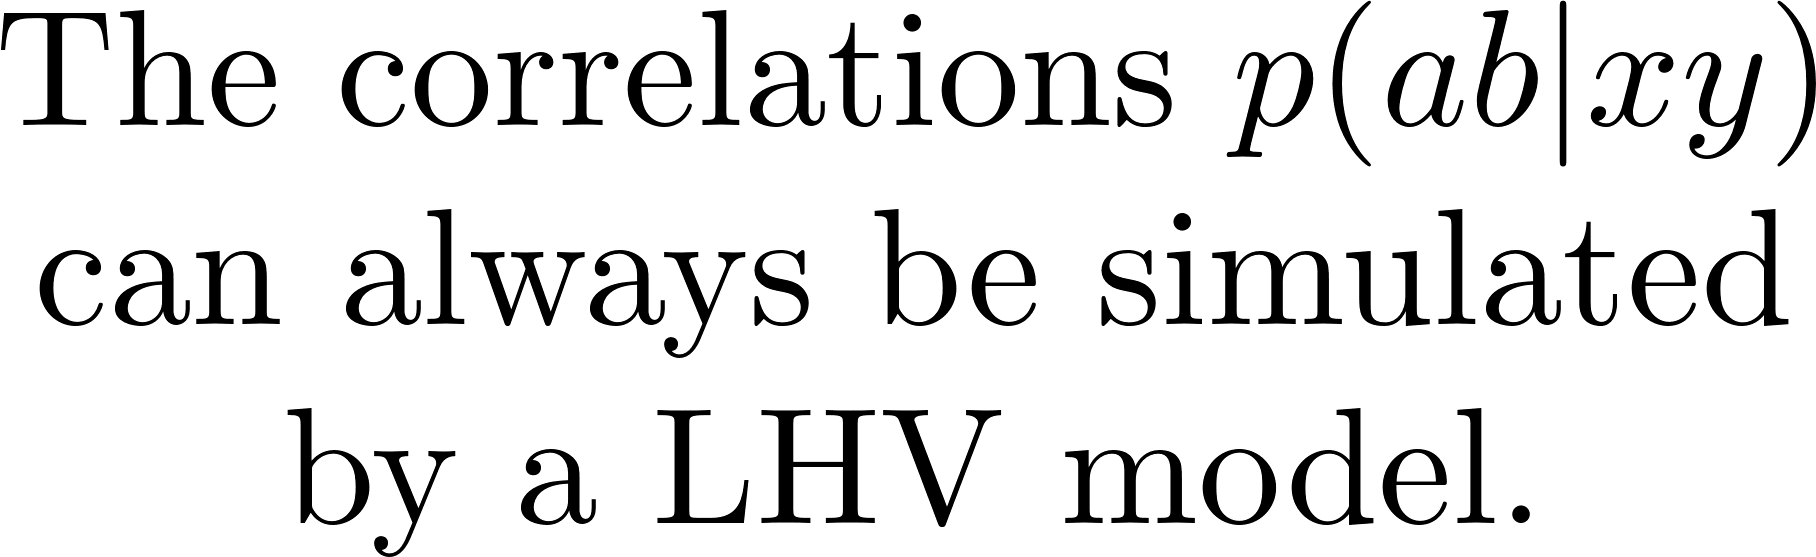 The correlations p(ab|xy)
can always be simulated
by a LHV model.